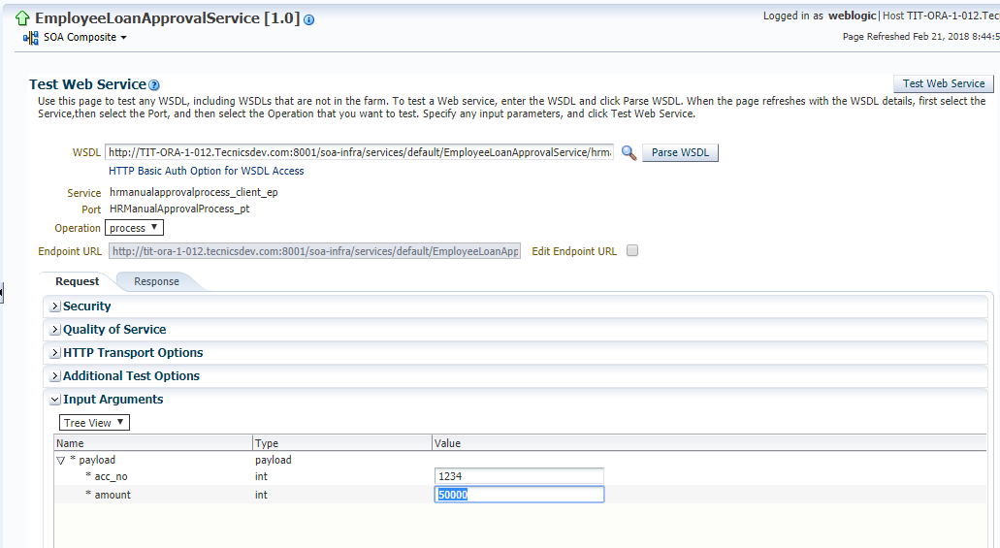 EmployeeLoanApprovalService [1.0]
Logged in as weblogic|Host TIT-ORA-1-012.Tec
SOA Composite
Page Refreshed Feb 21, 2018 8:44:5
Test Web Service
Test Web Service
Use this page to test any WSDL, including WSDLs that are not in the farm. To test a Web service, enter the WSDL and click Parse WSDL. When the page refreshes with the WSDL details, first select the
Service,then select the Port, and then select the Operation that you want to test. Specify any input parameters, and click Test Web Service.
WSDL http://TIT-ORA-1-012.Tecnicsdev.com:8001/soa-infra/services/default/EmployeeLoanApprovalService/hrm Parse WSDL
HTTP Basic Auth Option for WSDL Access
Service hrmanualapprovalprocess_client_ep
Port HRManualApprovalProcess_pt
Operation process
Endpoint URL http://tit-ora-1-012.tecnicsdev.com:8001/soa-infra/services/default/EmployeeLoanApp Edit Endpoint URL
Request Response
Security
Quality of Service
HTTP Transport Options
Additional Test Options
Input Arguments
Tree View
Name Type Value
* payload payload
* acc_no int 1234
* amount int 50000